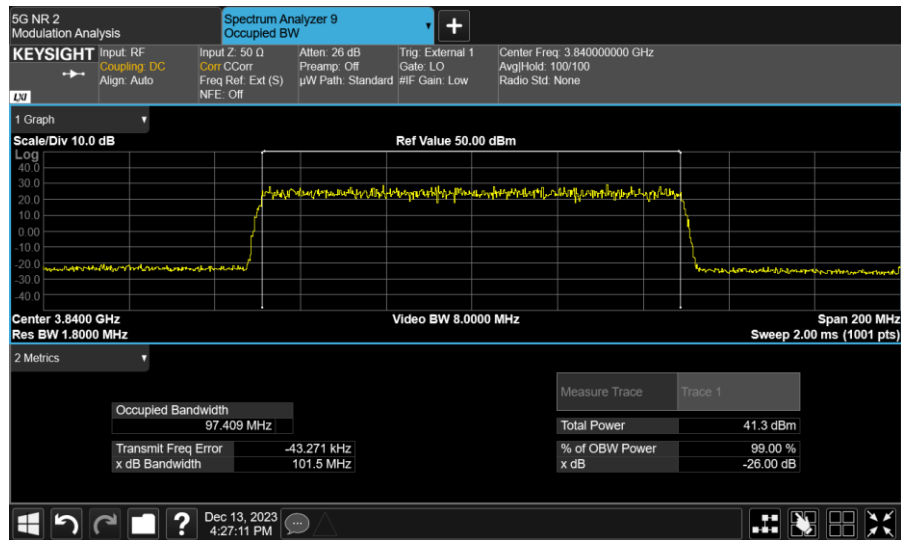 5G NR 2
Modulation Analysis
Spectrum Analyzer 9
Occupied BW
+
KEYSIGHT
LXI
Input: RF
Coupling: DC
Align: Auto
Input Z: 50 Ω
Corr CCorr
Freq Ref: Ext (S)
NFE: Off
Atten: 26 dB
Preamp: Off
µW Path: Standard
Trig: External 1
Gate: LO
#IF Gain: Low
Center Freq: 3.840000000 GHz
Avg|Hold: 100/100
Radio Std: None
1 Graph
Scale/Div 10.0 dB
Ref Value 50.00 dBm
Log
40.0
30.0
20.0
10.0
0.00
-10.0
-20.0
-30.0
-40.0
Center 3.8400 GHz
Video BW 8.0000 MHz
Span 200 MHz
Res BW 1.8000 MHz
Sweep 2.00 ms (1001 pts)
2 Metrics
Measure Trace Trace 1
Occupied Bandwidth
97.409 MHz
Total Power 41.3 dBm
Transmit Freq Error -43.271 kHz
% of OBW Power 99.00 %
x dB Bandwidth 101.5 MHz
x dB -26.00 dB
?
Dec 13, 2023
4:27:11 PM